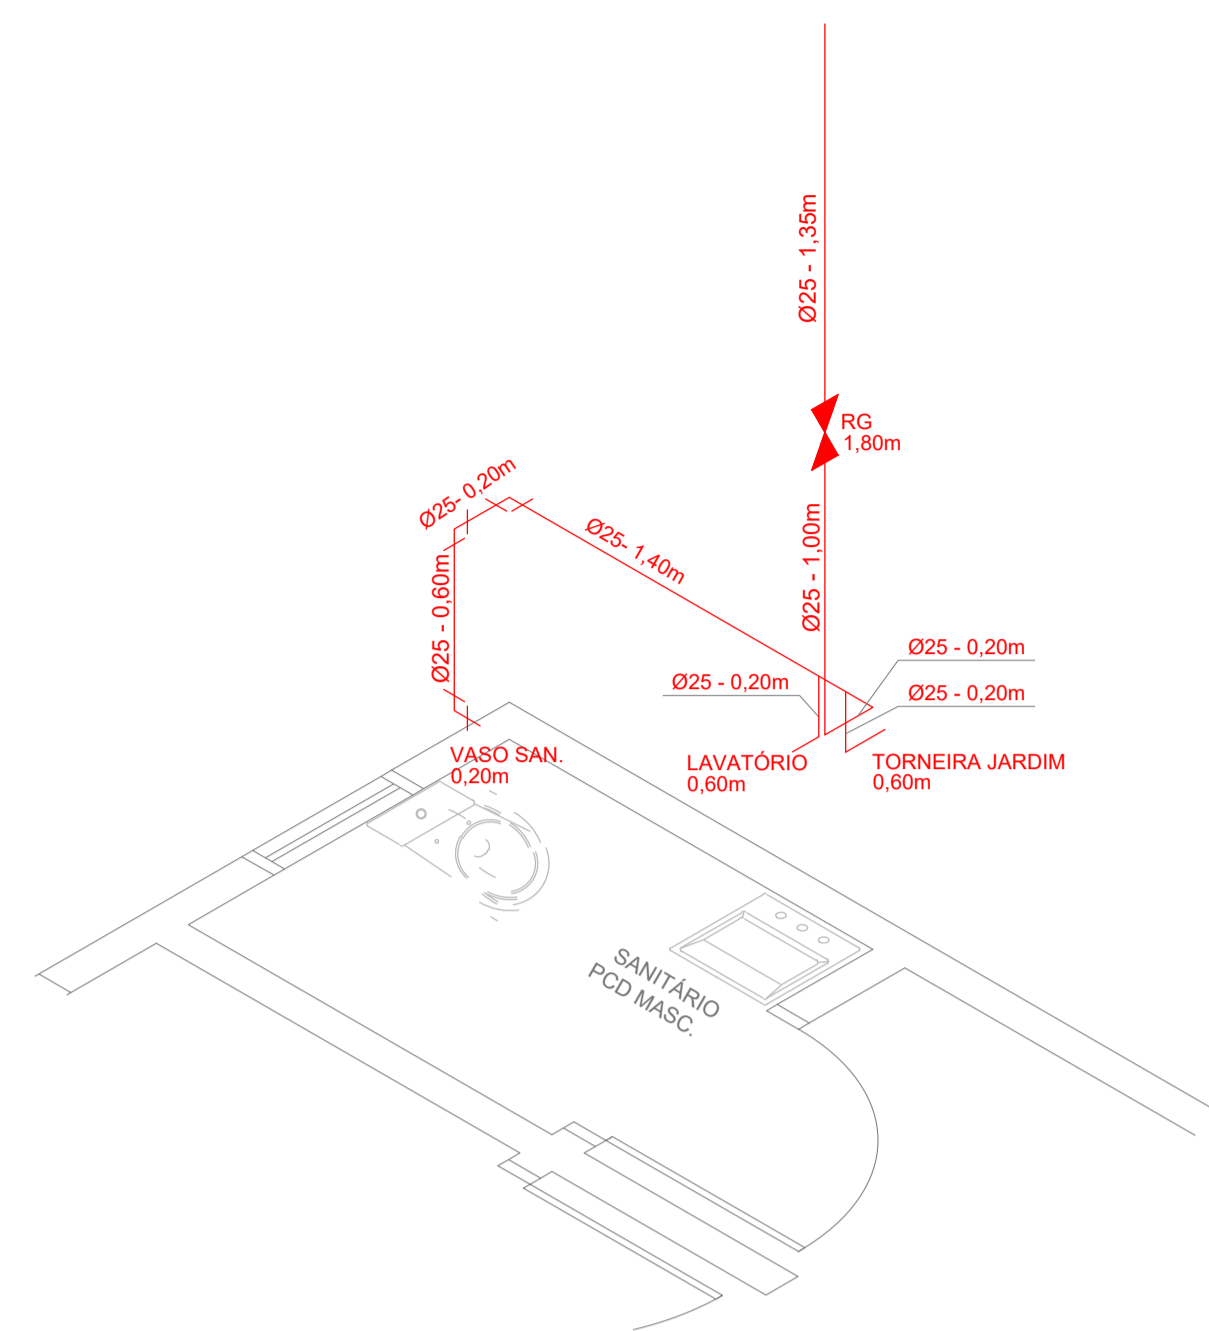 Ø25 - 1,35m
RG
1,80m
Ø25- 0,20m
Ø25- 1,40m
Ø25 - 1,00m
Ø25 - 0,60m
Ø25 - 0,20m
Ø25 - 0,20m
Ø25 - 0,20m
VASO SAN.
0,20m
LAVATÓRIO
0,60m
TORNEIRA JARDIM
0,60m
SANITÁRIO
PCD MASC.